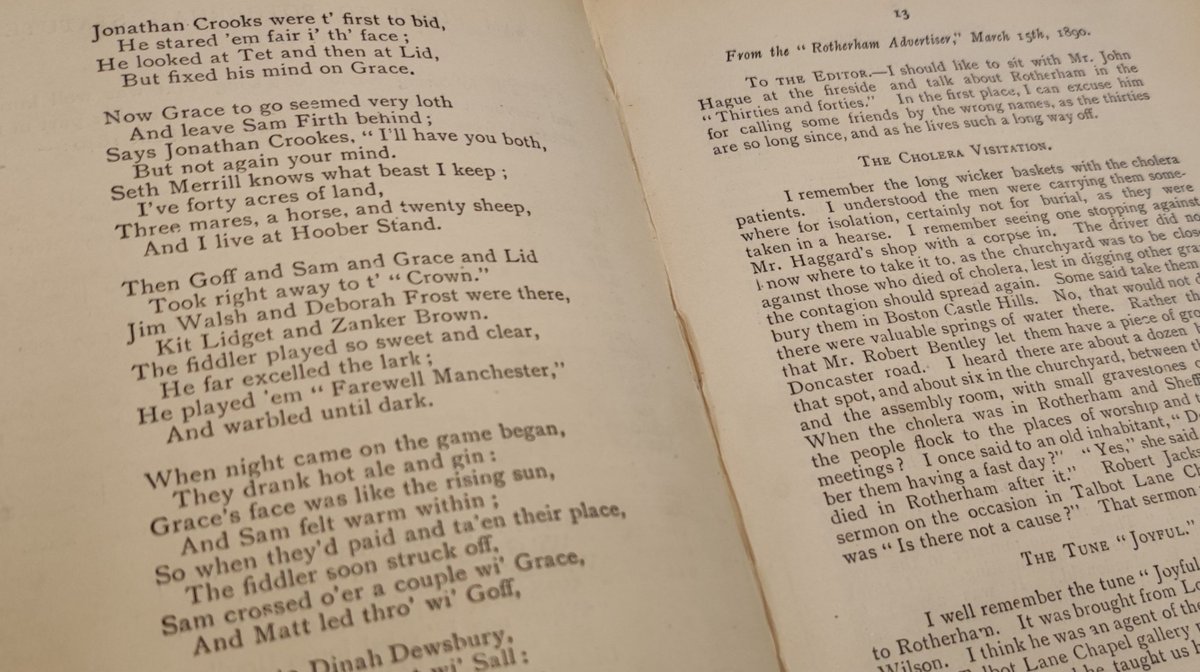 Jonathan Crooks were t' first to bid,
He stared 'em fair i' th' face;
He looked at Tet and then at Lid,
But fixed his mind on Grace.
Now Grace to go seemed very loth
And leave Sam Firth behind;
Says Jonathan Crookes, "I'll have you both,
But not again your mind.
Seth Merrill knows what beast I keep;
I've forty acres of land,
Three mares, a horse, and twenty sheep,
And I live at Hoober Stand.
Then Goff and Sam and Grace and Lid
Took right away to t' "Crown."
Jim Walsh and Deborah Frost were there,
Kit Lidget and Zanker Brown.
The fiddler played so sweet and clear,
He far excelled the lark;
He played 'em "Farewell Manchester,"
And warbled until dark.
When night came on the game began,
They drank hot ale and gin:
Grace's face was like the rising sun,
And Sam felt warm within;
So when they'd paid and ta'en their place,
The fiddler soon struck off,
Sam crossed o'er a couple wi' Grace,
And Matt led thro' wi' Goff,
Dinah Dewsbury,
wi' Sall:
13
From the "Rotherham Advertiser," March 15th, 1890.
TO THE EDITOR.—I should like to sit with Mr. John
Hague at the fireside and talk about Rotherham in the
"Thirties and forties." In the first place, I can excuse him
for calling some friends by the wrong names, as the thirties
are so long since, and as he lives such a long way off.
THE CHOLERA VISITATION.
I remember the long wicker baskets with the cholera
patients. I understood the men were carrying them some-
where for isolation, certainly not for burial, as they were
taken in a hearse. I remember seeing one stopping against
Mr. Haggard's shop with a corpse in. The driver did no
know where to take it to, as the churchyard was to be close
against those who died of cholera, lest in digging other gra
the contagion should spread again. Some said take them
bury them in Boston Castle Hills. No, that would not d
there were valuable springs of water there. Rather th
that Mr. Robert Bentley let them have a piece of gro
Doncaster road. I heard there are about a dozen
that spot, and about six in the churchyard, between th
and the assembly room, with small gravestones o
When the cholera was in Rotherham and Sheff
the people flock to the places of worship and t
meetings? I once said to an old inhabitant, "D
ber them having a fast day?" "Yes," she said
died in Rotherham after it." Robert Jacks
sermon on the occasion in Talbot Lane Ch
was "Is there not a cause?" That sermon
THE TUNE "JOYFUL."
I well remember the tune "Joyful
to Rotherham. It was brought from Lo
Wilson. I think he was an agent of the
Talbot Lane Chapel gallery
he taught us